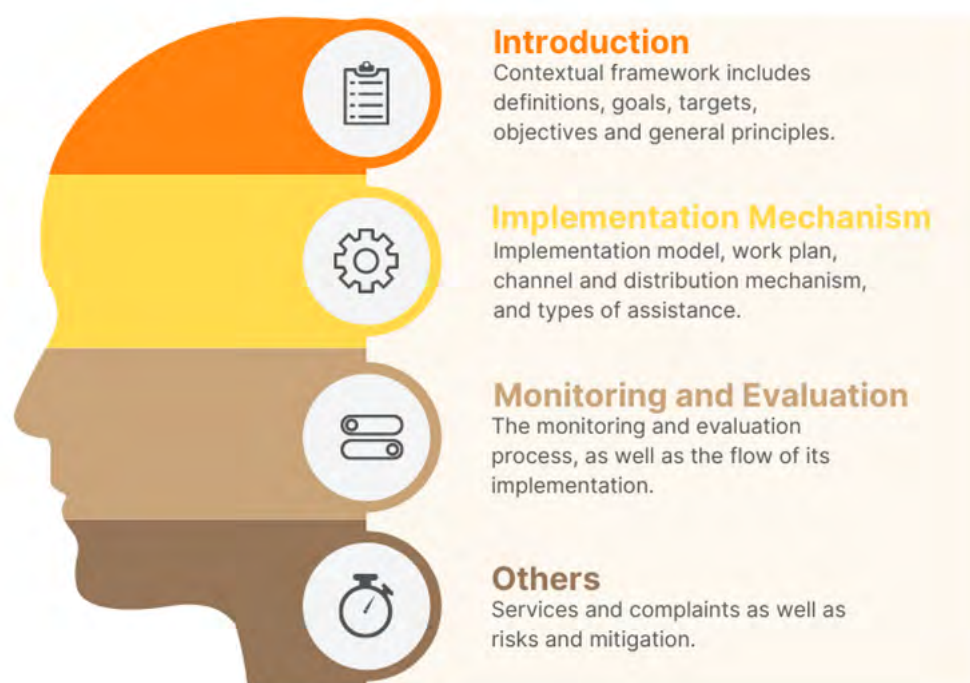 Introduction
Contextual framework includes
definitions, goals, targets,
objectives and general principles.
Implementation Mechanism
Implementation model, work plan,
channel and distribution mechanism,
and types of assistance.
Monitoring and Evaluation
The monitoring and evaluation
process, as well as the flow of its
implementation.
Others
Services and complaints as well as
risks and mitigation.